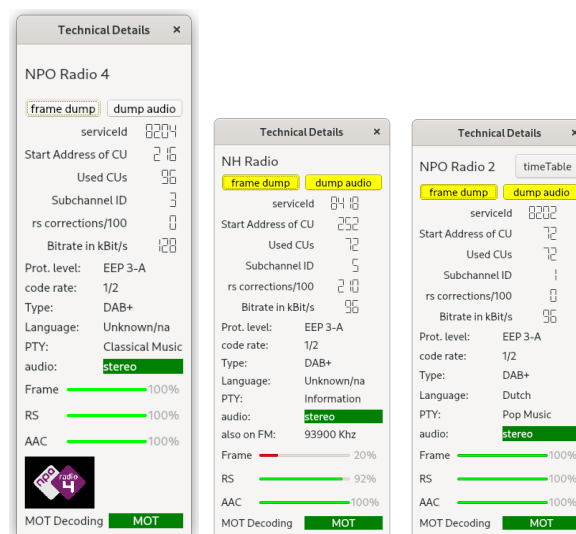 Technical Details ×
NPO Radio 4
frame dump dump audio
serviceId 8204
Start Address of CU 216
Used CUs 96
Subchannel ID 3
rs corrections/100 0
Bitrate in kBit/s 128
Prot. level: EEP 3-A
code rate: 1/2
Type: DAB+
Language: Unknown/na
PTY: Classical Music
audio: stereo
Frame 100%
RS 100%
AAC 100%
npo radio 4
MOT Decoding MOT
Technical Details ×
NH Radio
frame dump dump audio
serviceId 8418
Start Address of CU 252
Used CUs 72
Subchannel ID 5
rs corrections/100 210
Bitrate in kBit/s 96
Prot. level: EEP 3-A
code rate: 1/2
Type: DAB+
Language: Unknown/na
PTY: Information
audio: stereo
also on FM: 93900 Khz
Frame 20%
RS 92%
AAC 100%
MOT Decoding MOT
Technical Details ×
NPO Radio 2 timeTable
frame dump dump audio
serviceId 8202
Start Address of CU 72
Used CUs 72
Subchannel ID 1
rs corrections/100 0
Bitrate in kBit/s 96
Prot. level: EEP 3-A
code rate: 1/2
Type: DAB+
Language: Dutch
PTY: Pop Music
audio: stereo
Frame 100%
RS 100%
AAC 100%
MOT Decoding MOT